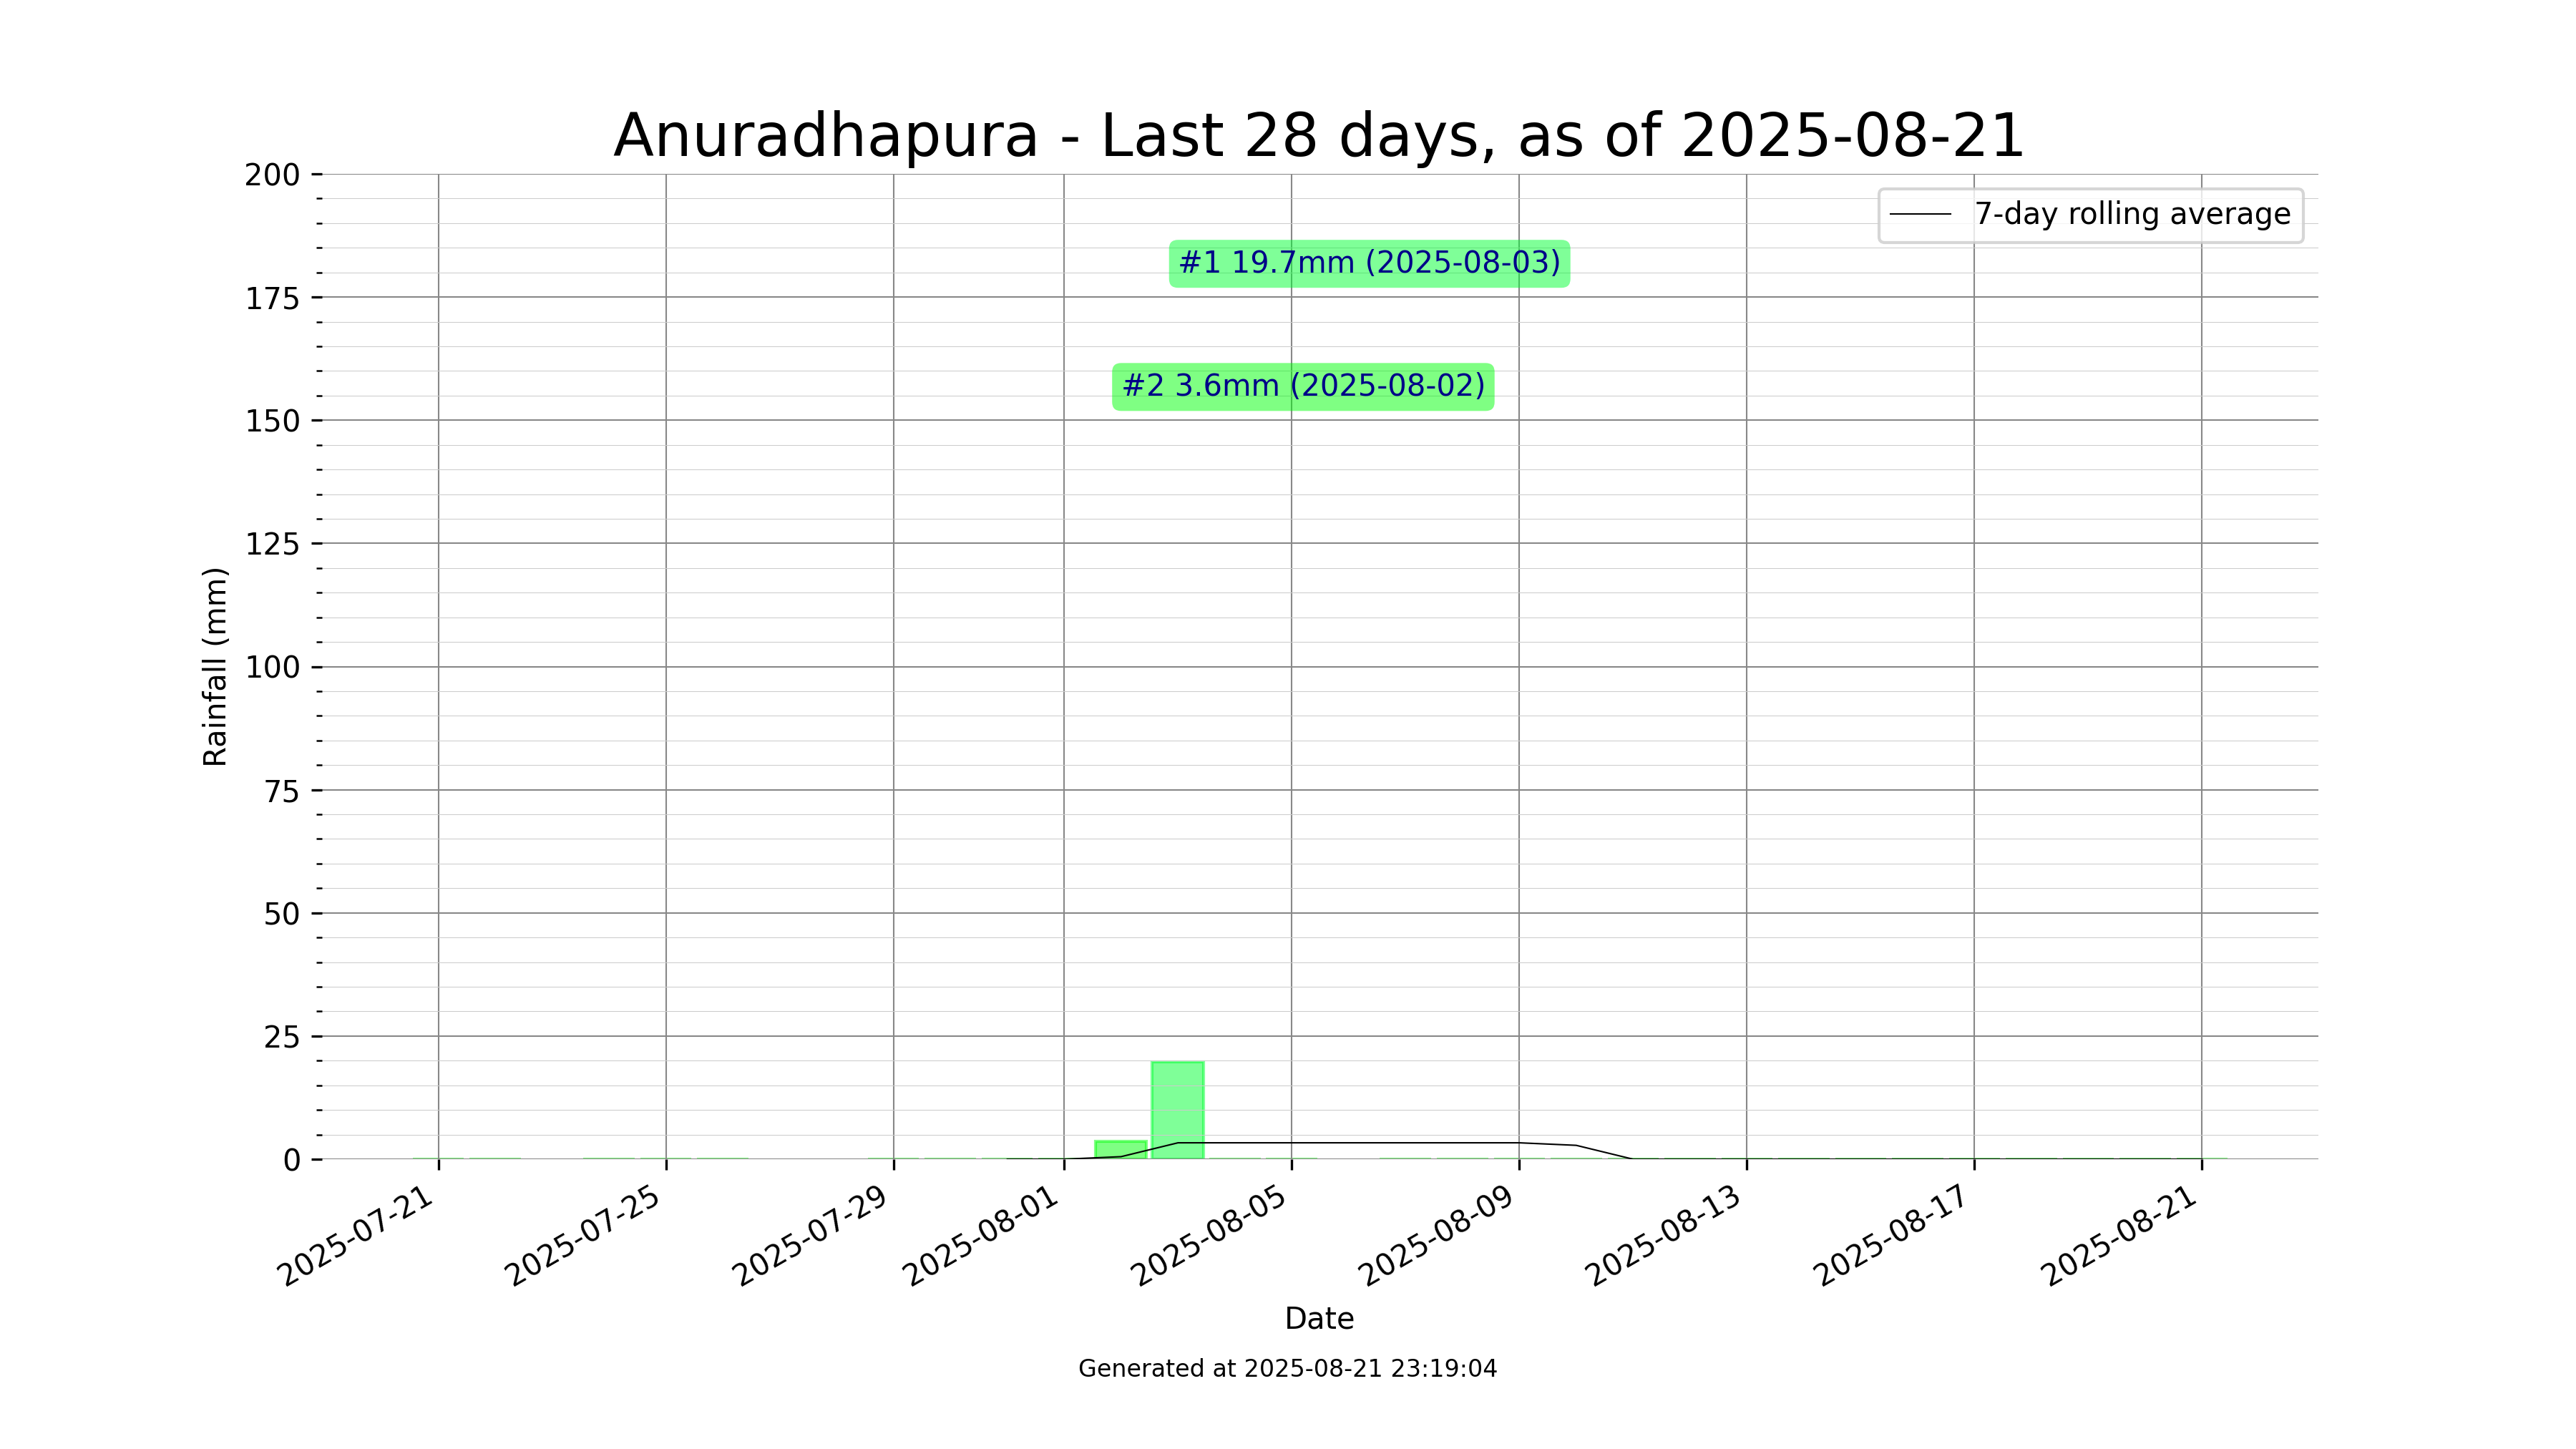 Anuradhapura - Last 28 days, as of 2025-08-21
7-day rolling average
#1 19.7mm (2025-08-03)
#2 3.6mm (2025-08-02)
Rainfall (mm)
200
175
150
125
100
75
50
25
0
2025-07-21
2025-07-25
2025-07-29
2025-08-01
2025-08-05
2025-08-09
2025-08-13
2025-08-17
2025-08-21
Date
Generated at 2025-08-21 23:19:04